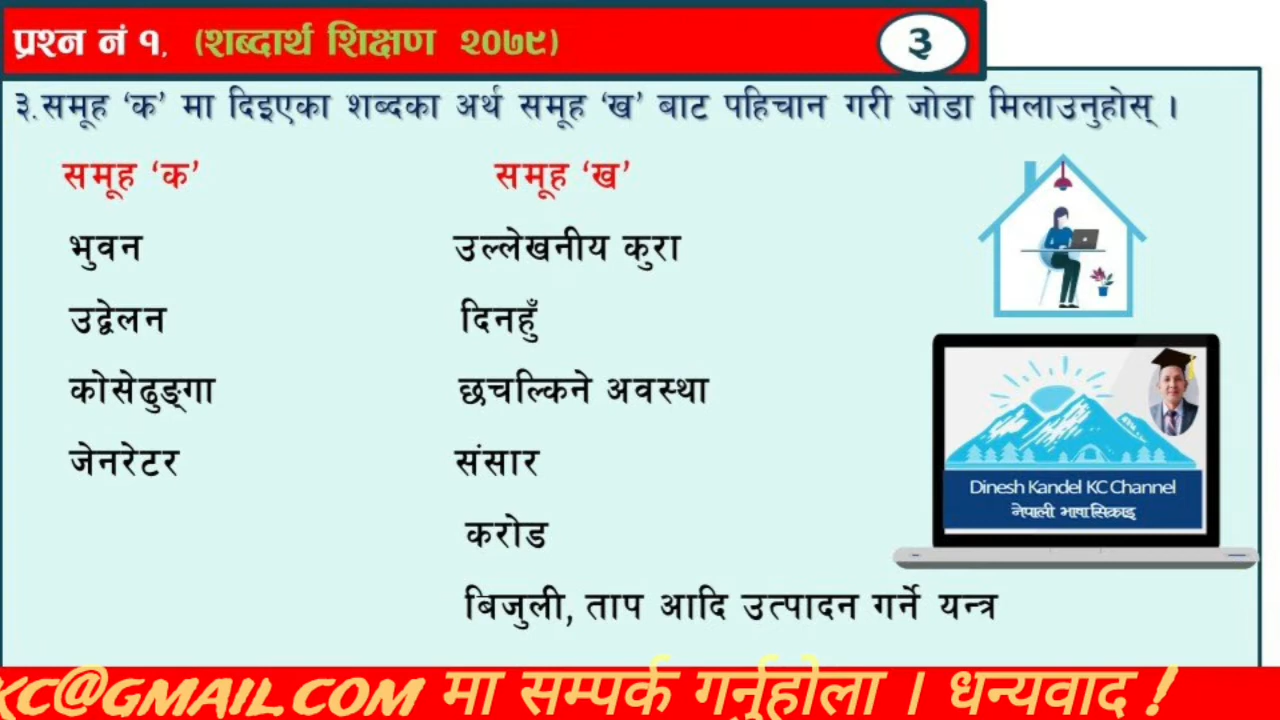 प्रश्न नं १. (शब्दार्थ शिक्षण २०७९)
३
३.समूह ‘क’ मा दिइएका शब्दका अर्थ समूह ‘ख’ बाट पहिचान गरी जोडा मिलाउनुहोस् ।
समूह ‘क’ समूह ‘ख’
भुवन उल्लेखनीय कुरा
उद्वेलन दिनहुँ
कोसेढुङ्गा छचल्किने अवस्था
जेनरेटर संसार
करोड
बिजुली, ताप आदि उत्पादन गर्ने यन्त्र
Dinesh Kandel KC Channel
नेपाली भाषा सिकाइ
KC@GMAIL.COM मा सम्पर्क गर्नुहोला । धन्यवाद !